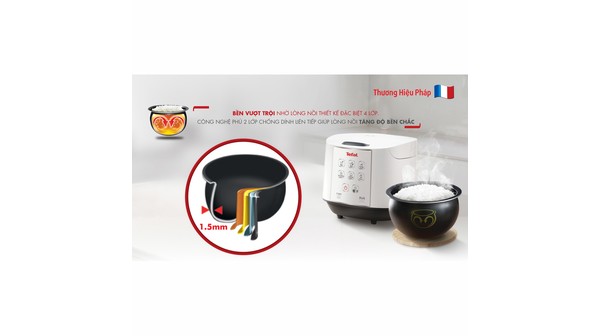 Thương Hiệu Pháp
BỀN VƯỢT TRỘI NHỜ LÒNG NỒI THIẾT KẾ ĐẶC BIỆT 4 LỚP
CÔNG NGHỆ PHỦ 2 LỚP CHỐNG DÍNH LIÊN TIẾP GIÚP LÒNG NỒI TĂNG ĐỘ BỀN CHẮC
Tefal
1.5mm